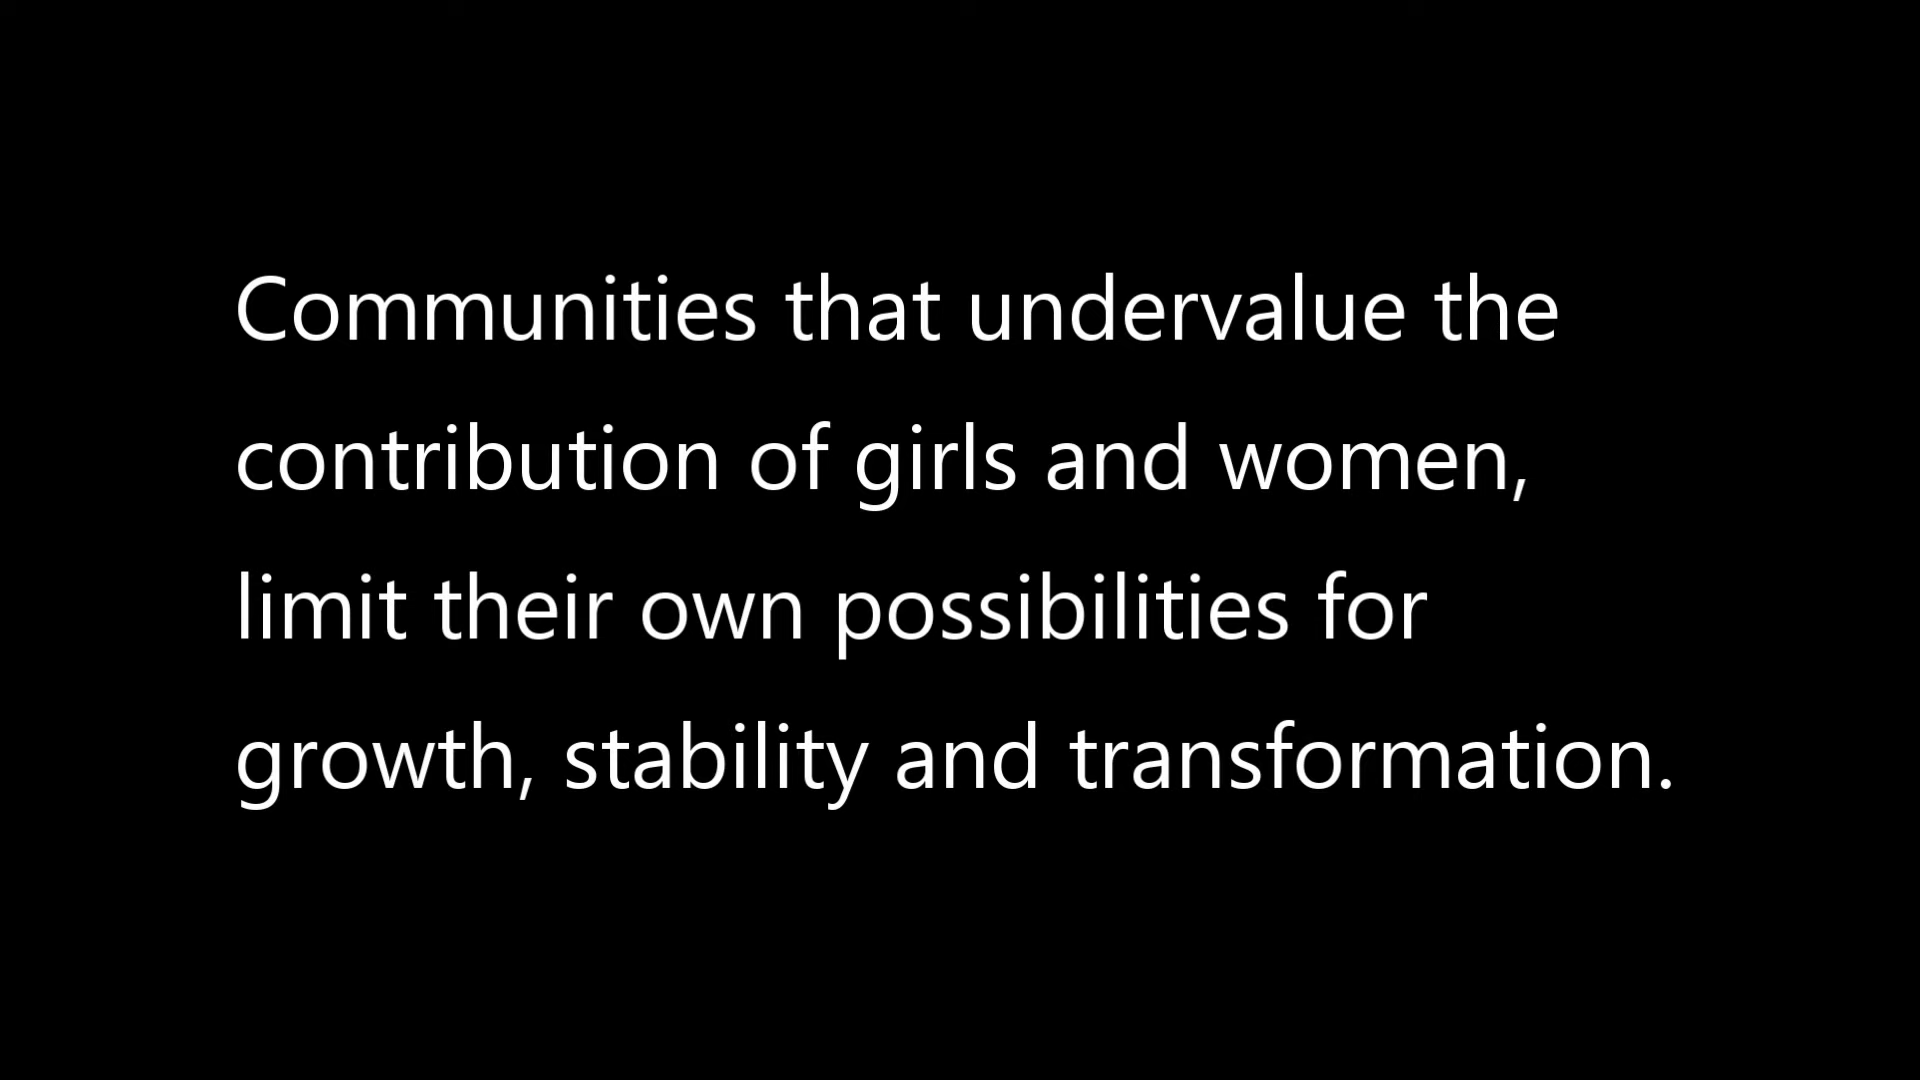 Communities that undervalue the
contribution of girls and women,
limit their own possibilities for
growth, stability and transformation.